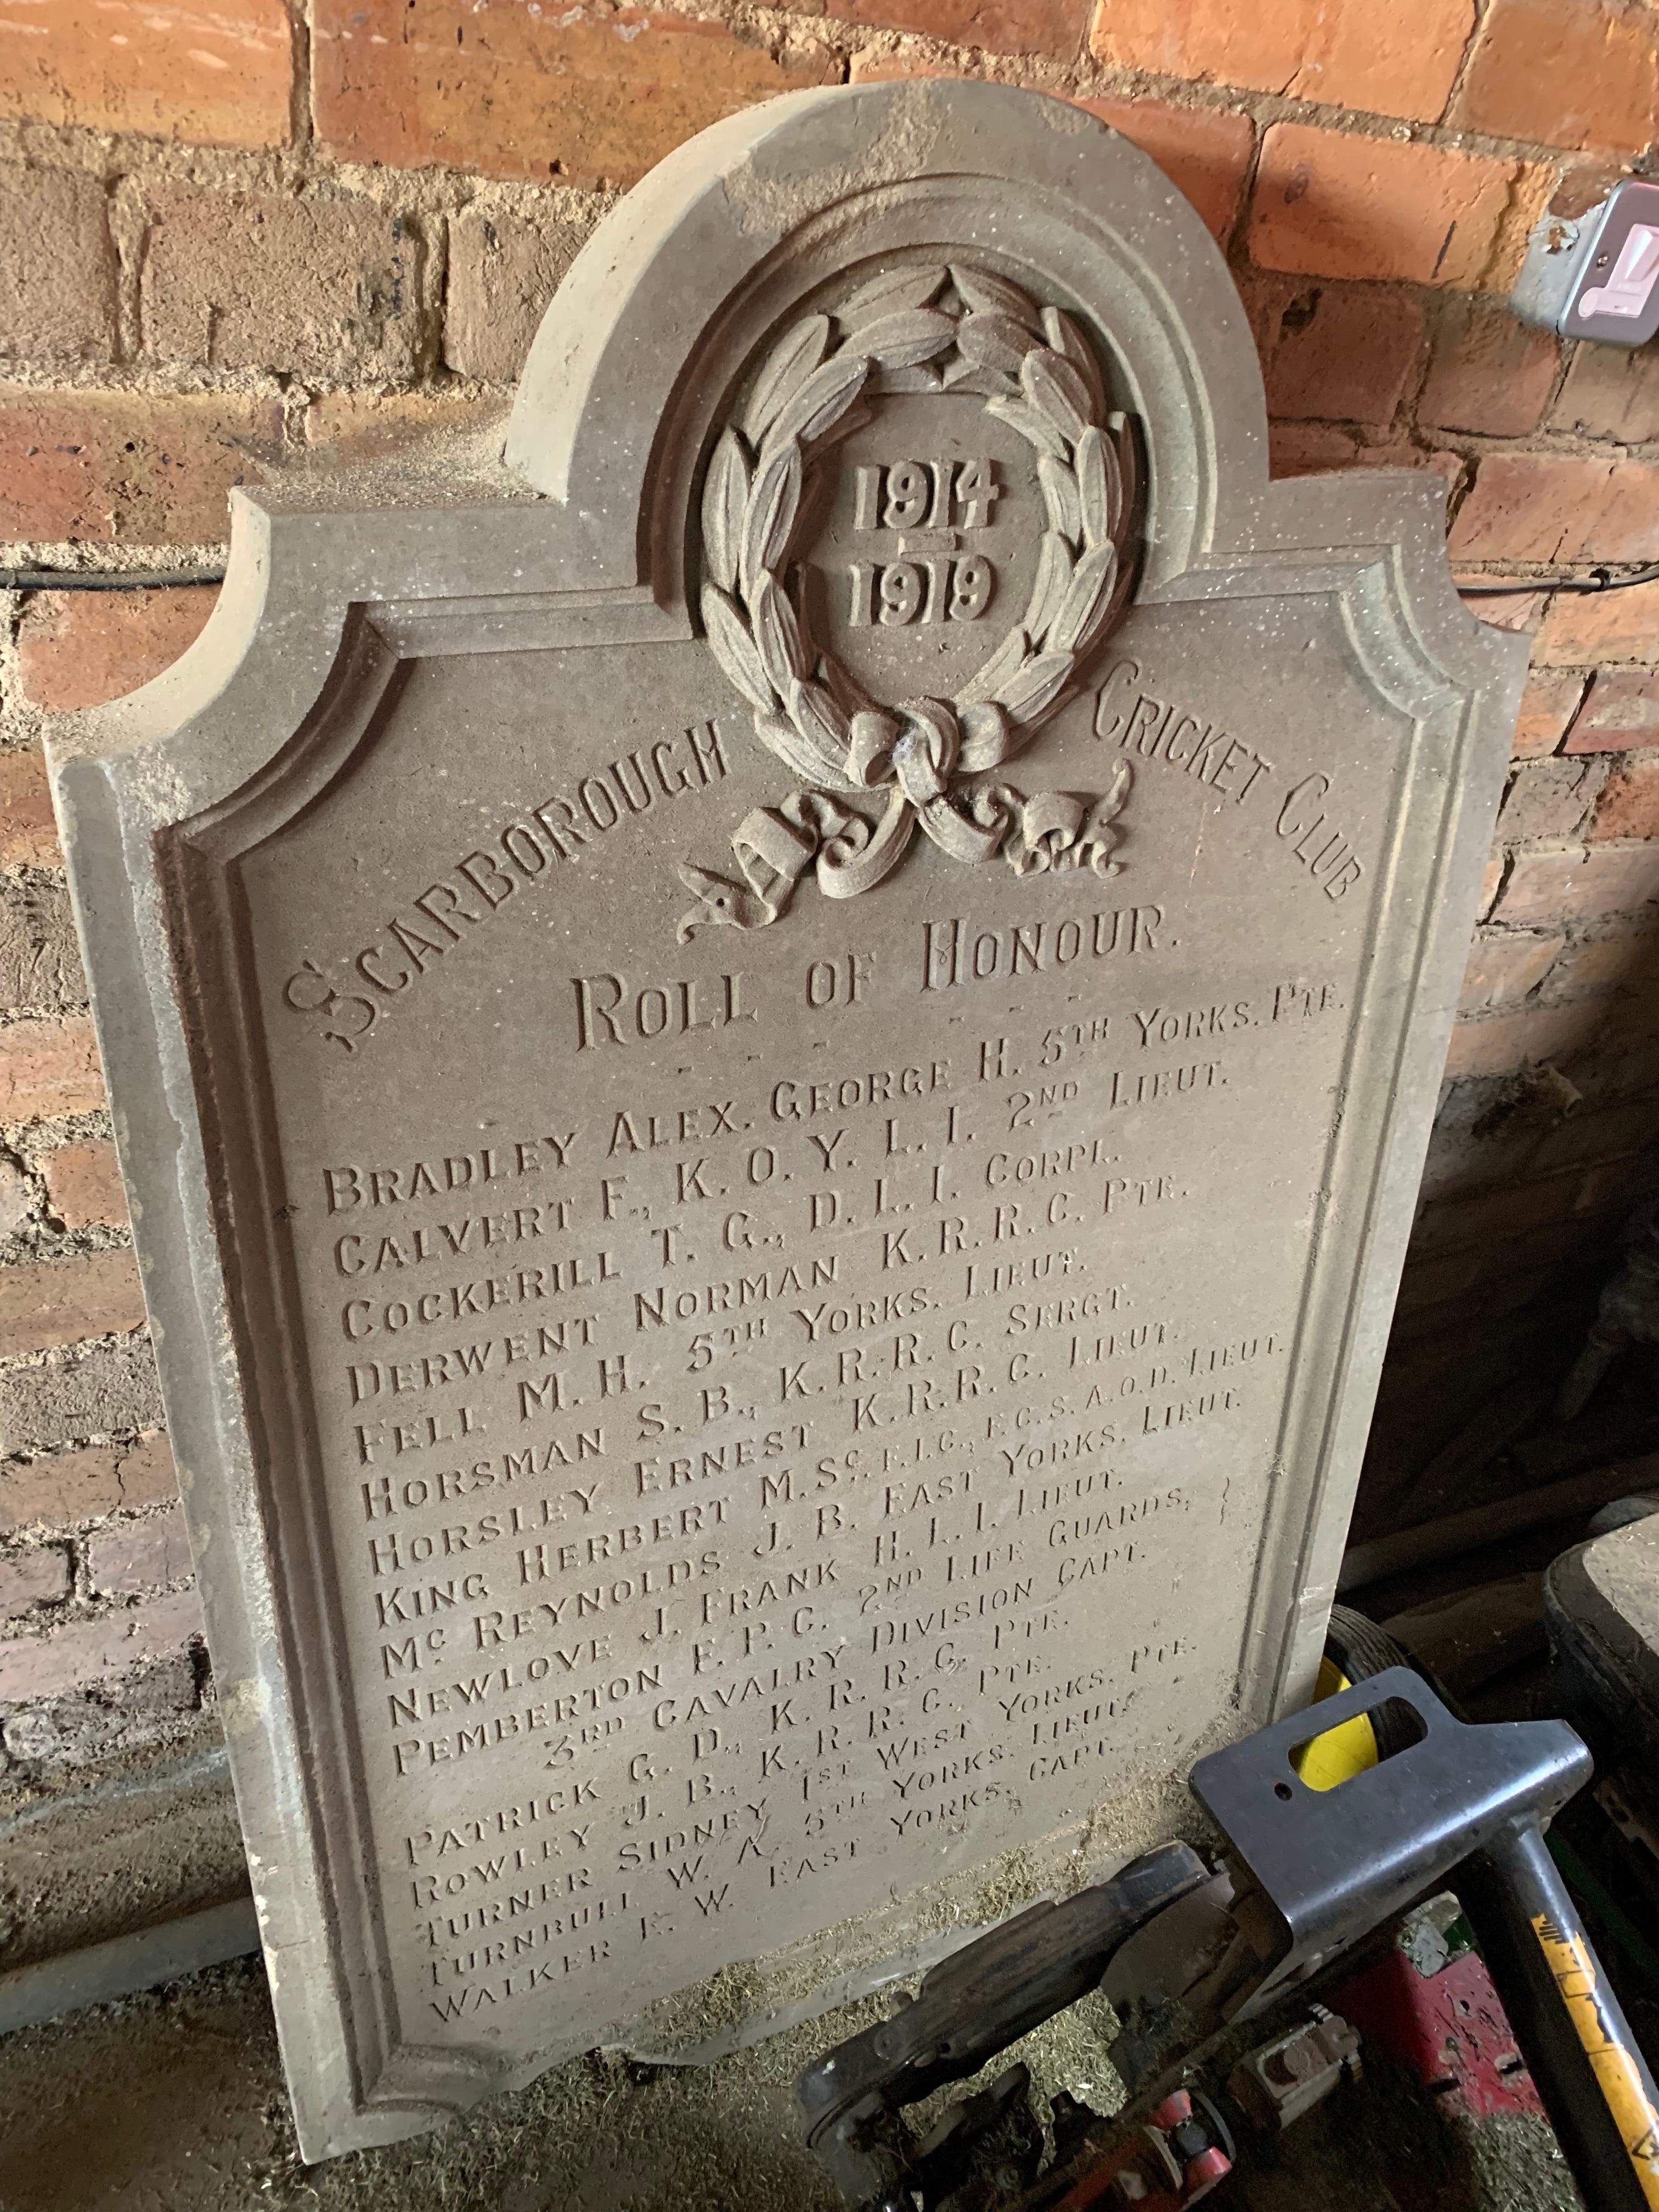 1914
-
1919
SCARBOROUGH CRICKET CLUB
ROLL OF HONOUR.
BRADLEY ALEX. GEORGE H. 5TH YORKS. PTE.
CALVERT F., K. O. Y. L. I. 2ND LIEUT.
COCKERILL T. G., D. L. I. CORPL.
DERWENT NORMAN K. R. R. C. PTE.
FELL M. H. 5TH YORKS. LIEUT.
HORSMAN S. B., K. R. R. C. SERGT.
HORSLEY ERNEST K. R. R. C. LIEUT.
KING HERBERT M.Sc. F.I.C., F.C.S. A.O.D. LIEUT.
Mc REYNOLDS J. B. EAST YORKS. LIEUT.
NEWLOVE J. FRANK H. L. I. LIEUT.
PEMBERTON F. P. C. 2ND LIFE GUARDS, }
3RD CAVALRY DIVISION CAPT.
PATRICK G. D., K. R. R. C. PTE.
ROWLEY J. B., K. R. R. C. PTE.
TURNER SIDNEY 1ST WEST YORKS. PTE.
TURNBULL W. A. 5TH YORKS. LIEUT.
WALKER F. W. EAST YORKS. CAPT.